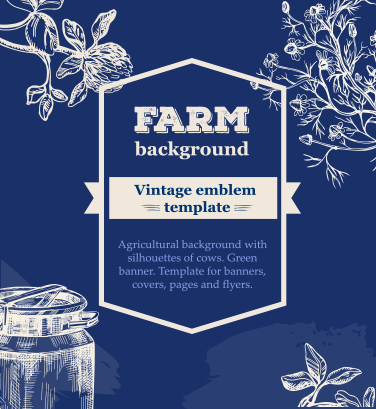 FARM
background
Vintage emblem
template
Agricultural background with
silhouettes of cows. Green
banner. Template for banners,
covers, pages and flyers.